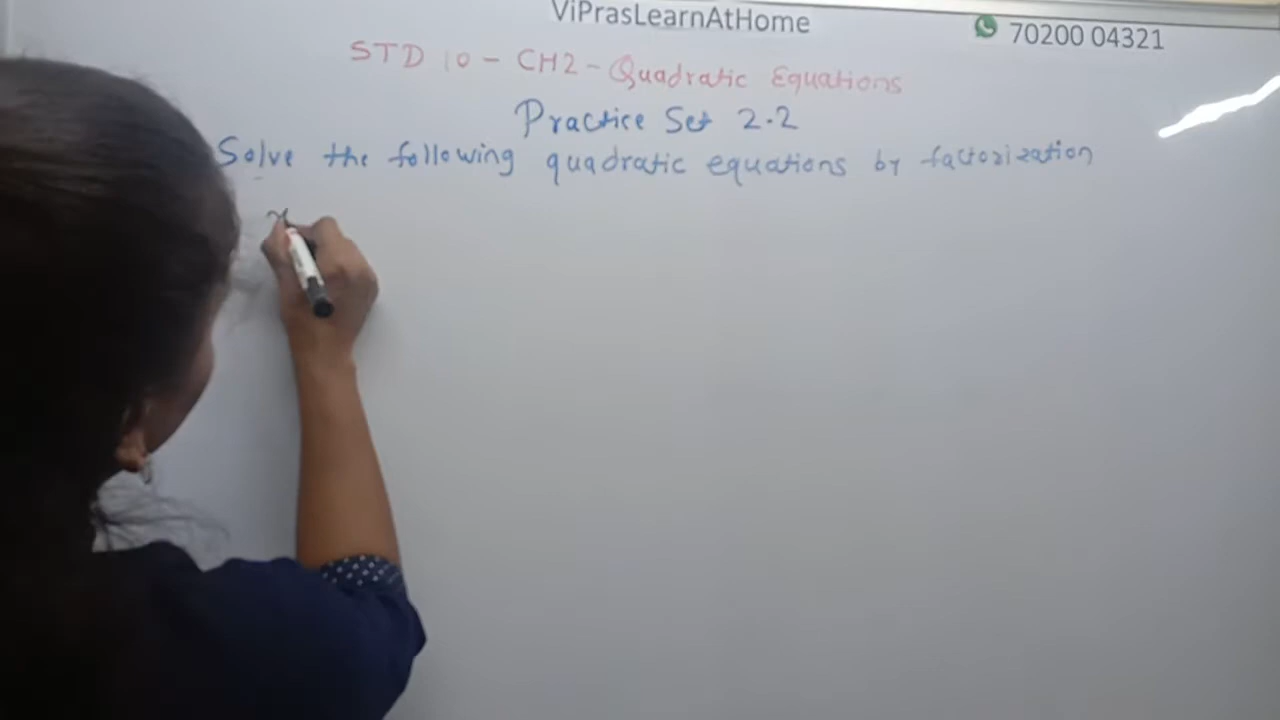 ViPrasLearnAtHome
70200 04321
STD 10 - CH2 - Quadratic Equations
Practice Set 2.2
Solve the following quadratic equations by factorization
x